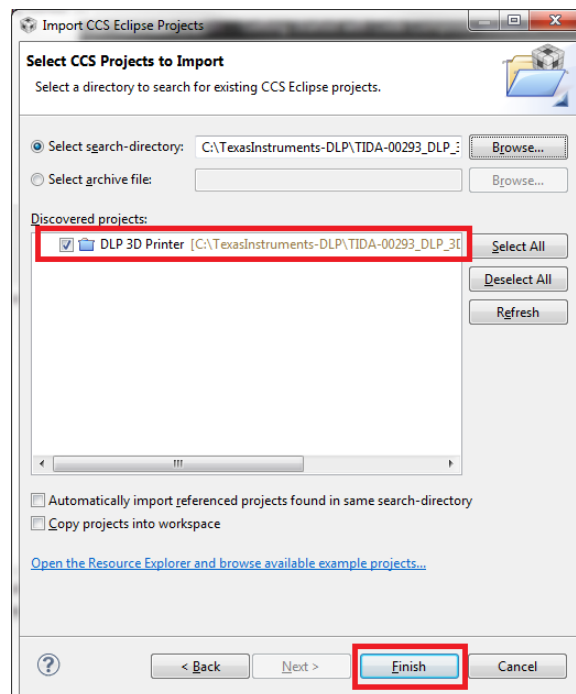 Import CCS Eclipse Projects
Select CCS Projects to Import
Select a directory to search for existing CCS Eclipse projects.
Select search-directory: C:\TexasInstruments-DLP\TIDA-00293_DLP_3 Browse...
Select archive file: Browse...
Discovered projects:
DLP 3D Printer [C:\TexasInstruments-DLP\TIDA-00293_DLP_3D Select All
Deselect All
Refresh
Automatically import referenced projects found in same search-directory
Copy projects into workspace
Open the Resource Explorer and browse available example projects...
< Back Next > Finish Cancel